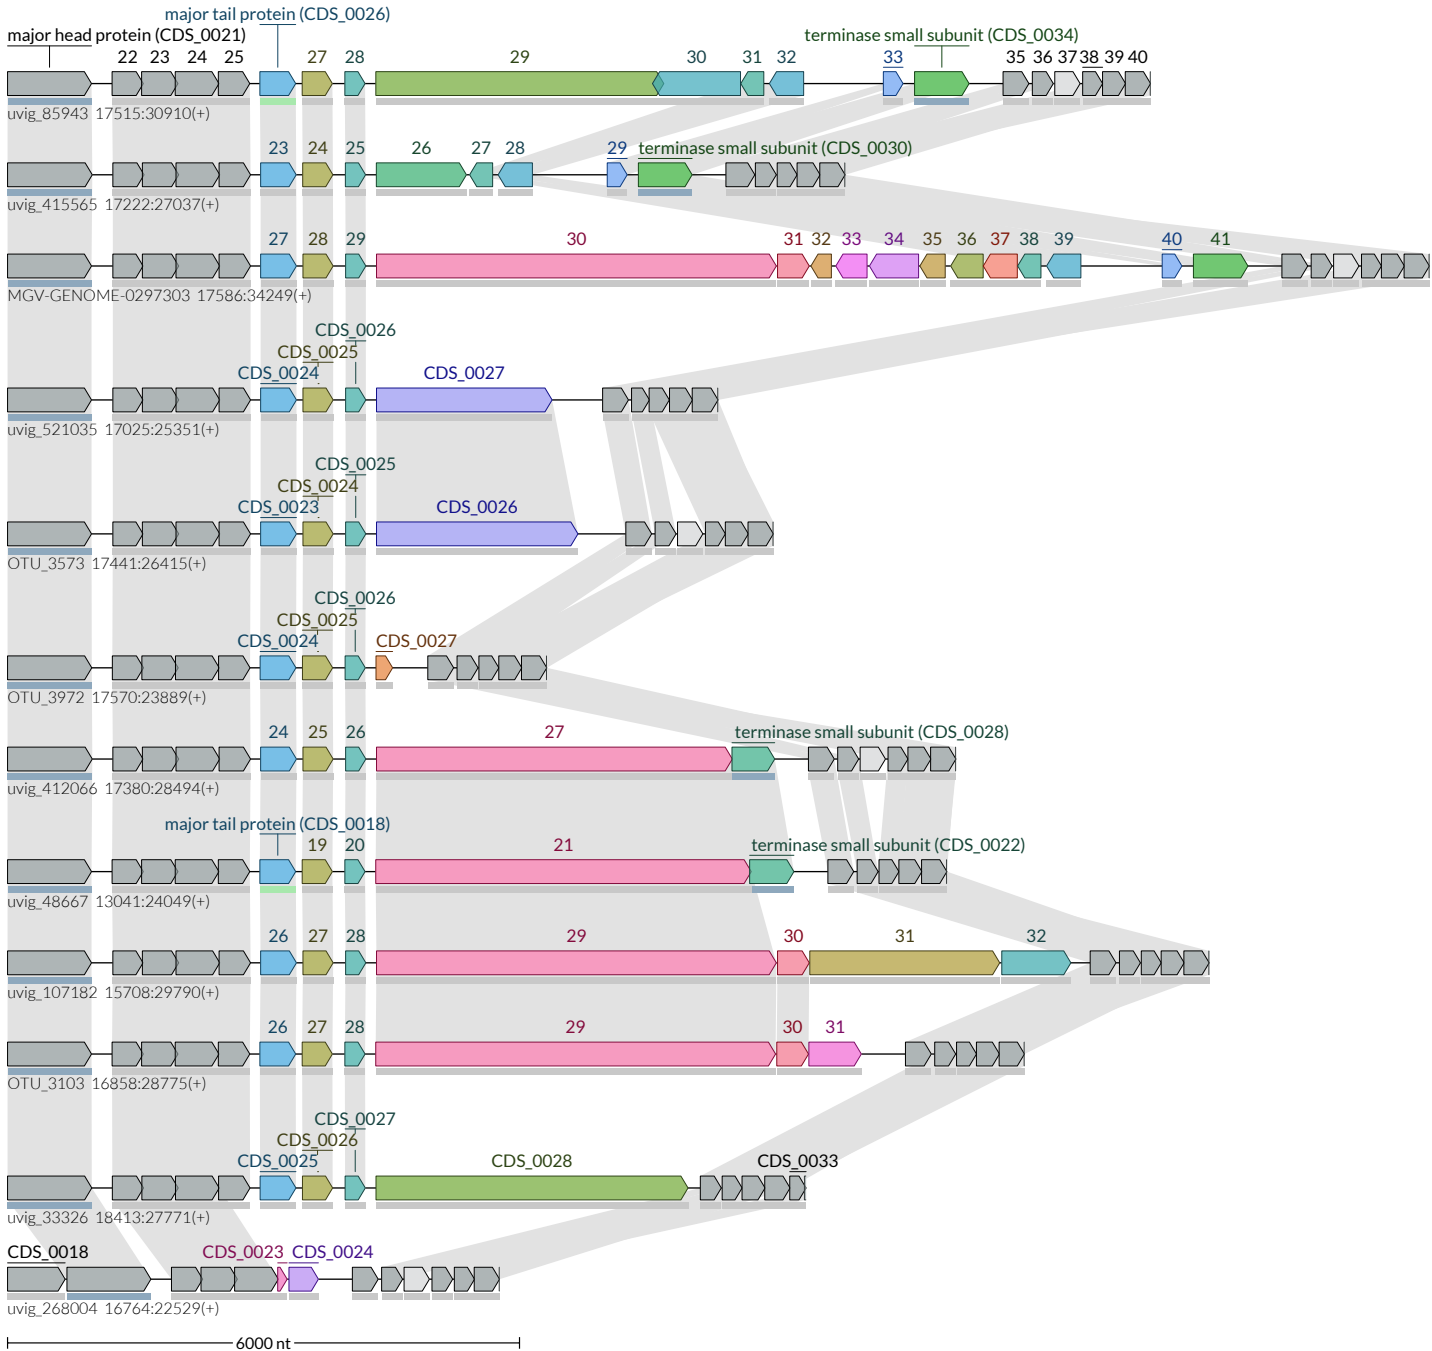 major tail protein (CDS_0026)
major head protein (CDS_0021) terminase small subunit (CDS_0034)
22 23 24 25 27 28 29 30 31 32 33 35 36 37 38 39 40
uvig_85943 17515:30910(+)
23 24 25 26 27 28 29 terminase small subunit (CDS_0030)
uvig_415565 17222:27037(+)
27 28 29 30 31 32 33 34 35 36 37 38 39 40 41
MGV-GENOME-0297303 17586:34249(+)
CDS_0026
CDS_0025
CDS_0024 CDS_0027
uvig_521035 17025:25351(+)
CDS_0025
CDS_0024
CDS_0023 CDS_0026
OTU_3573 17441:26415(+)
CDS_0026
CDS_0025
CDS_0024 CDS_0027
OTU_3972 17570:23889(+)
24 25 26 27 terminase small subunit (CDS_0028)
uvig_412066 17380:28494(+)
major tail protein (CDS_0018)
19 20 21 terminase small subunit (CDS_0022)
uvig_48667 13041:24049(+)
26 27 28 29 30 31 32
uvig_107182 15708:29790(+)
26 27 28 29 30 31
OTU_3103 16858:28775(+)
CDS_0027
CDS_0026
CDS_0025 CDS_0028 CDS_0033
uvig_33326 18413:27771(+)
CDS_0018 CDS_0023 CDS_0024
uvig_268004 16764:22529(+)
6000 nt